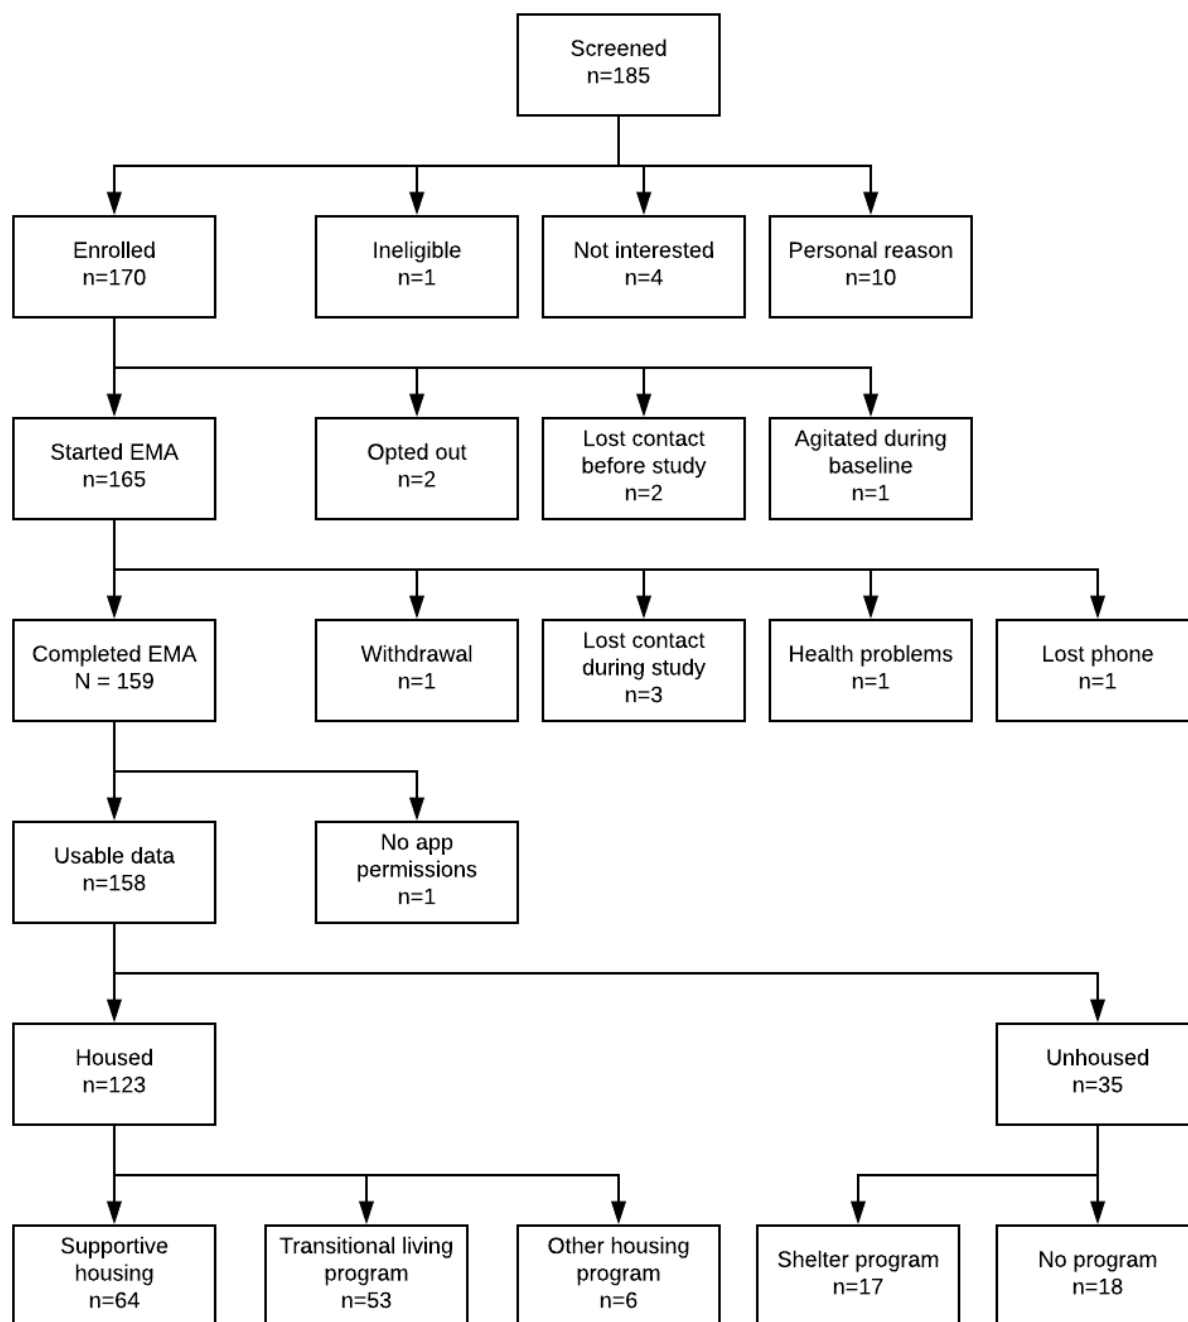 Screened
n=185
Enrolled
n=170
Ineligible
n=1
Not interested
n=4
Personal reason
n=10
Started EMA
n=165
Opted out
n=2
Lost contact
before study
n=2
Agitated during
baseline
n=1
Completed EMA
N = 159
Withdrawal
n=1
Lost contact
during study
n=3
Health problems
n=1
Lost phone
n=1
Usable data
n=158
No app
permissions
n=1
Housed
n=123
Unhoused
n=35
Supportive
housing
n=64
Transitional living
program
n=53
Other housing
program
n=6
Shelter program
n=17
No program
n=18